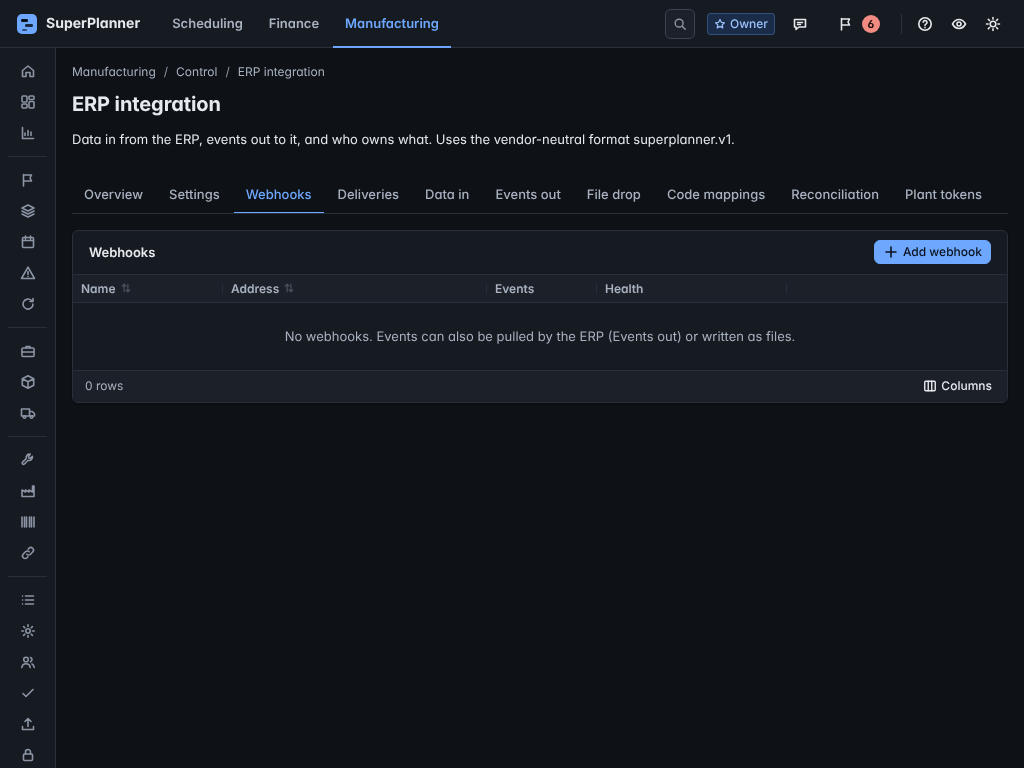 SuperPlanner Scheduling Finance Manufacturing Owner 6
Manufacturing / Control / ERP integration
ERP integration
Data in from the ERP, events out to it, and who owns what. Uses the vendor-neutral format superplanner.v1.
Overview Settings Webhooks Deliveries Data in Events out File drop Code mappings Reconciliation Plant tokens
Webhooks Add webhook
Name Address Events Health
No webhooks. Events can also be pulled by the ERP (Events out) or written as files.
0 rows Columns